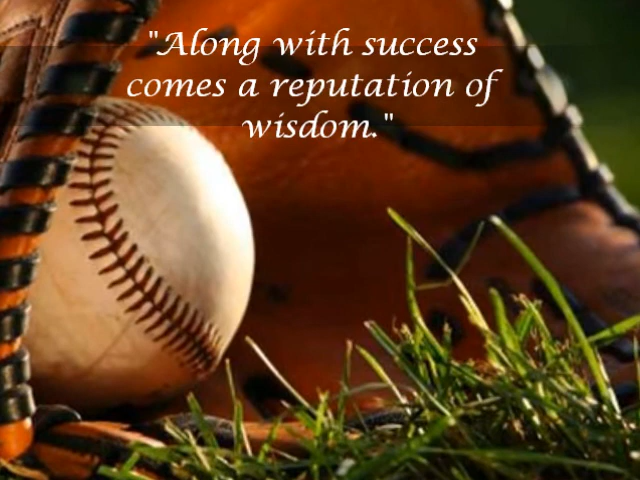 "Along with success
comes a reputation of
wisdom."